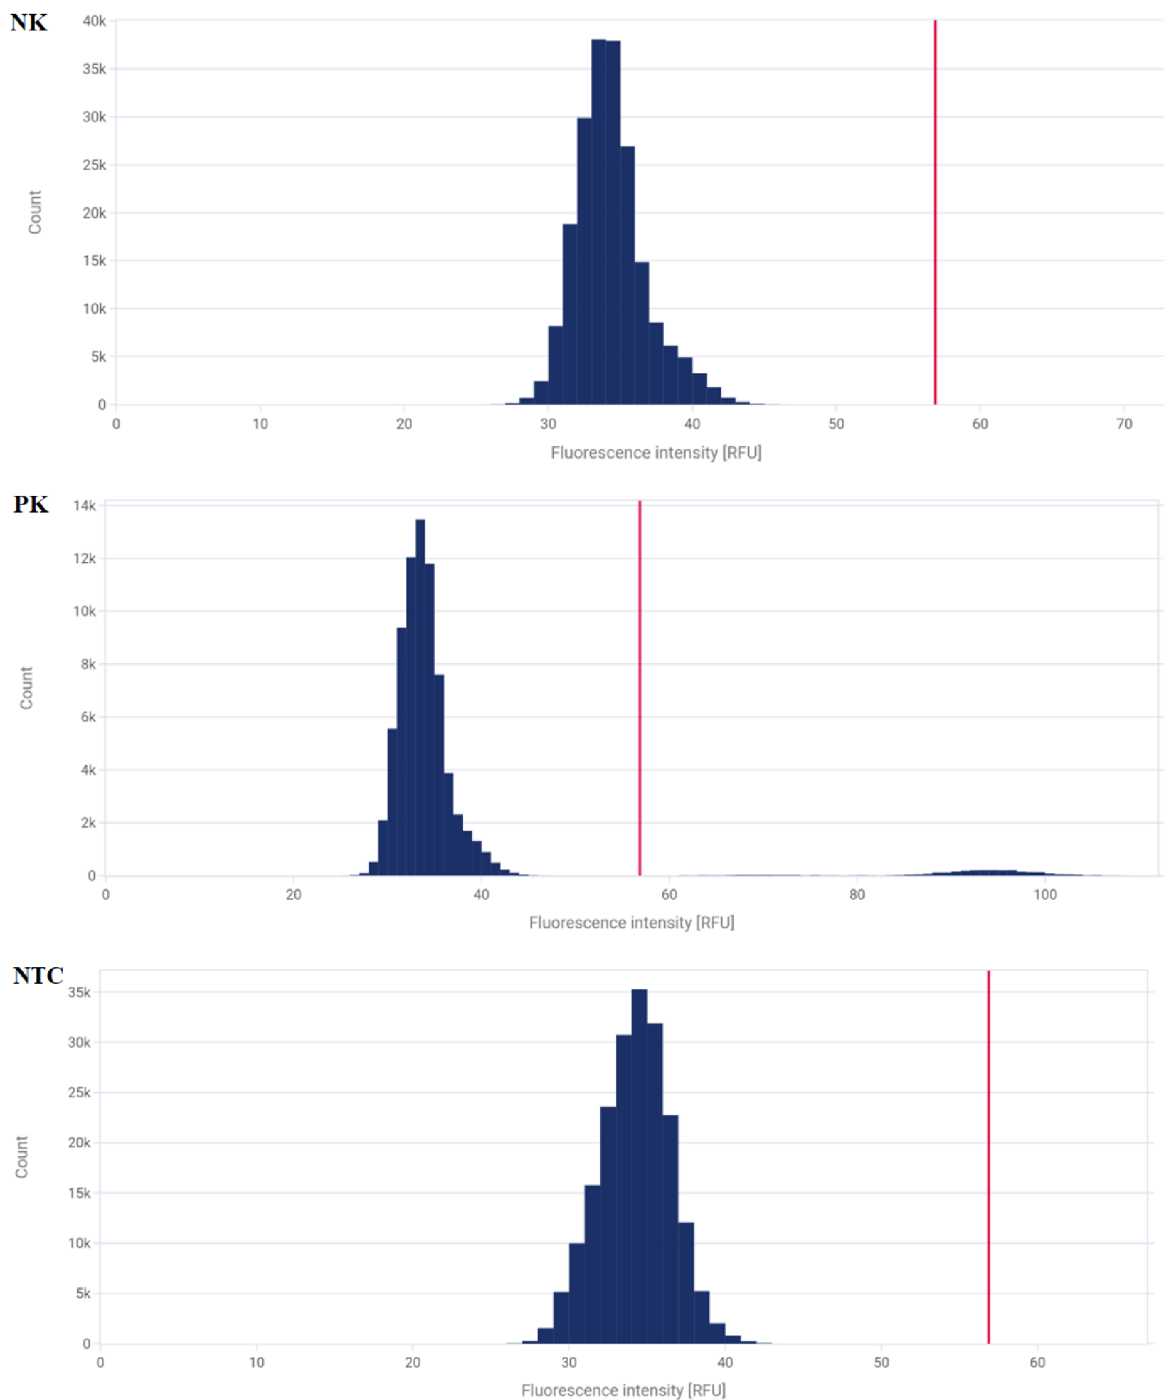 NK
40k
35k
30k
25k
20k
15k
10k
5k
0
Count
0 10 20 30 40 50 60 70
Fluorescence intensity [RFU]
PK
14k
12k
10k
8k
6k
4k
2k
0
Count
0 20 40 60 80 100
Fluorescence intensity [RFU]
NTC
35k
30k
25k
20k
15k
10k
5k
0
Count
0 10 20 30 40 50 60
Fluorescence intensity [RFU]